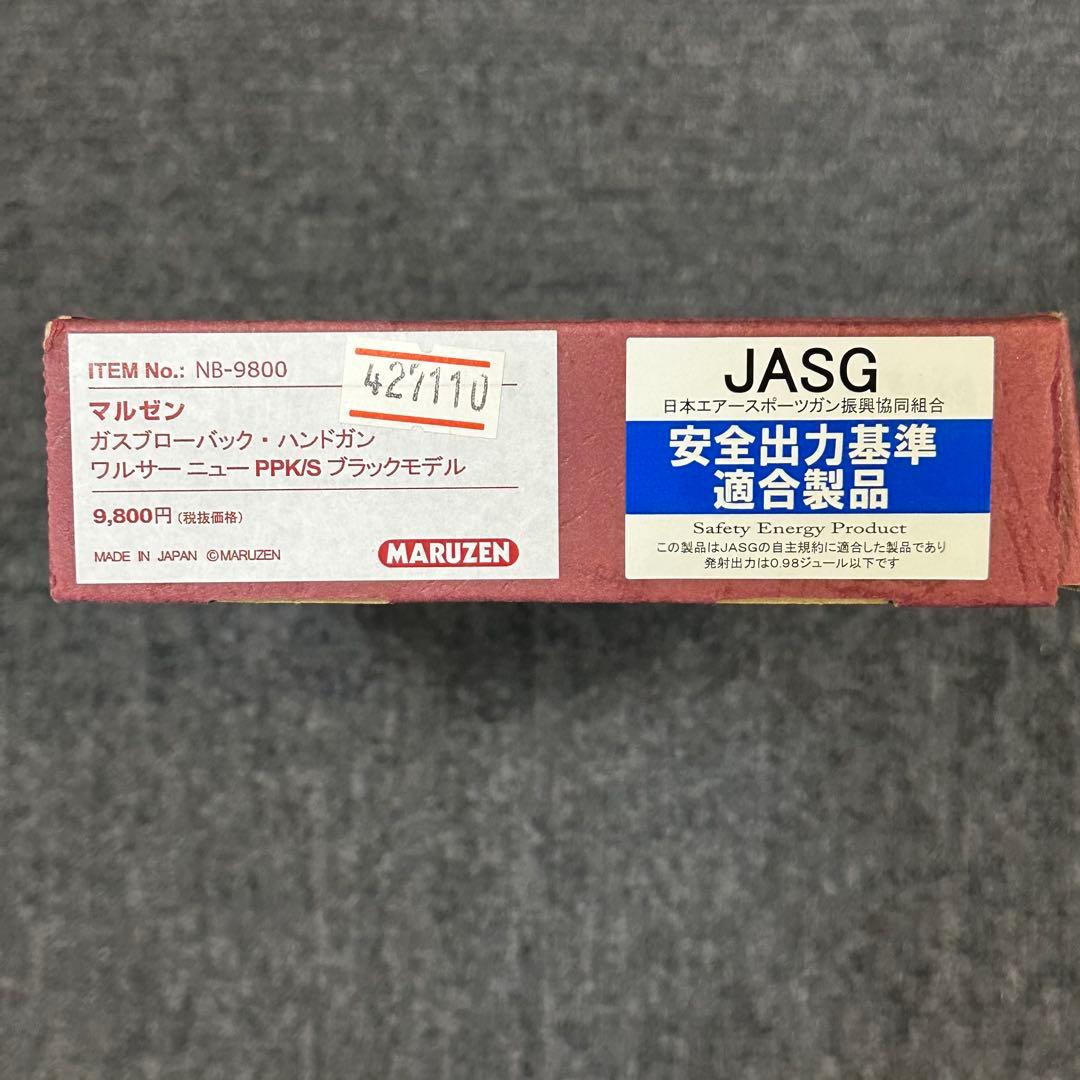 ITEM No.: NB-9800
427110
マルゼン
ガスブローバック・ハンドガン
ワルサー ニュー PPK/S ブラックモデル
9,800円 (税抜価格)
MADE IN JAPAN ©MARUZEN
MARUZEN
JASG
日本エアースポーツガン振興協同組合
安全出力基準
適合製品
Safety Energy Product
この製品はJASGの自主規約に適合した製品であり
発射出力は0.98ジュール以下です